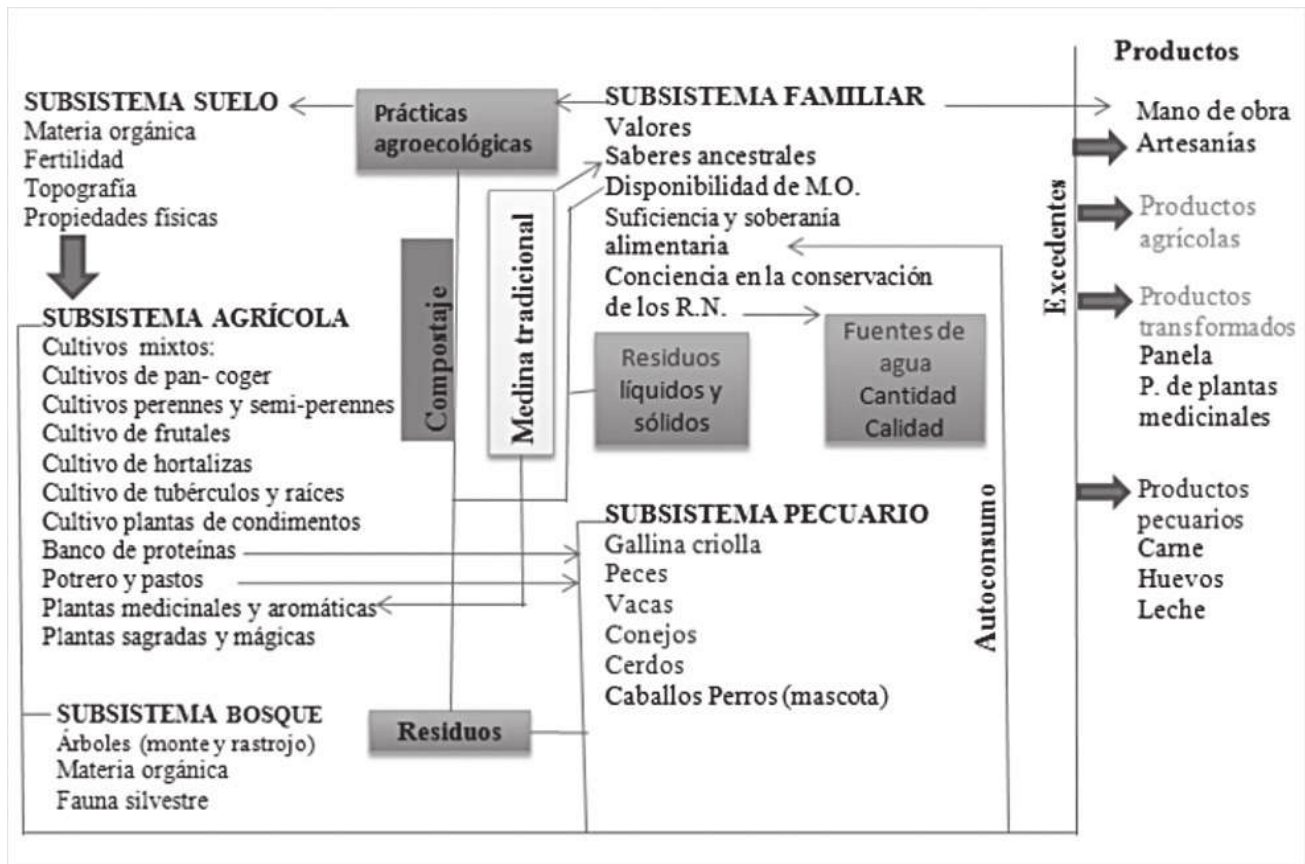 SUBSISTEMA SUELO
Materia orgánica
Fertilidad
Topografía
Propiedades físicas
Prácticas
agroecológicas
SUBSISTEMA FAMILIAR
Valores
Saberes ancestrales
Disponibilidad de M.O.
Suficiencia y soberanía
alimentaria
Conciencia en la conservación
de los R.N.
Compostaje
Medina tradicional
Residuos
líquidos y
sólidos
Fuentes de
agua
Cantidad
Calidad
SUBSISTEMA AGRÍCOLA
Cultivos mixtos:
Cultivos de pan- coger
Cultivos perennes y semi-perennes
Cultivo de frutales
Cultivo de hortalizas
Cultivo de tubérculos y raíces
Cultivo plantas de condimentos
Banco de proteínas
Potrero y pastos
Plantas medicinales y aromáticas
Plantas sagradas y mágicas
SUBSISTEMA PECUARIO
Gallina criolla
Peces
Vacas
Conejos
Cerdos
Caballos Perros (mascota)
SUBSISTEMA BOSQUE
Árboles (monte y rastrojo)
Materia orgánica
Fauna silvestre
Residuos
Autoconsumo
Excedentes
Productos
Mano de obra
Artesanías
Productos
agrícolas
Productos
transformados
Panela
P. de plantas
medicinales
Productos
pecuarios
Carne
Huevos
Leche